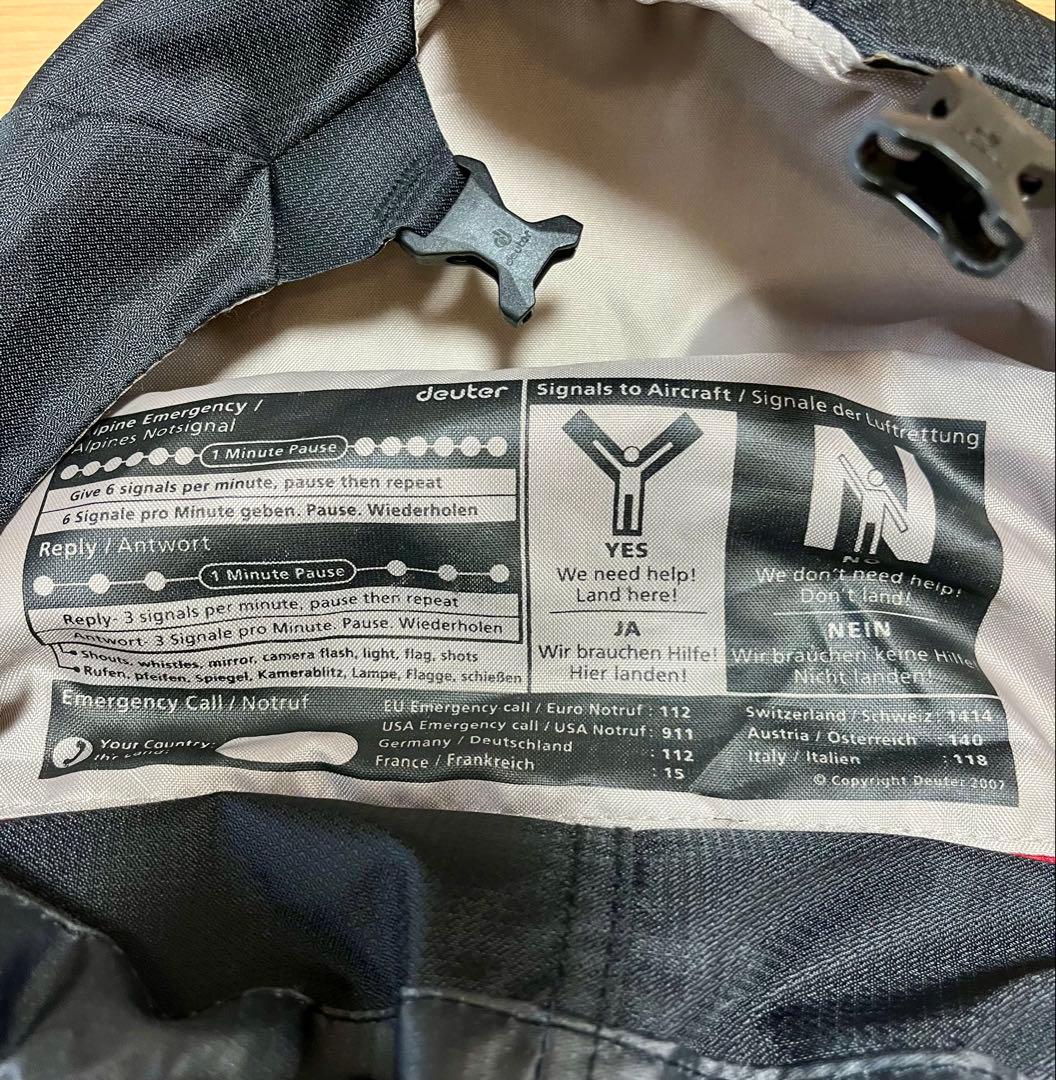 deuter
deuter
Alpine Emergency /
Alpines Notsignal
1 Minute Pause
Give 6 signals per minute, pause then repeat
6 Signale pro Minute geben. Pause. Wiederholen
Reply / Antwort
1 Minute Pause
Reply- 3 signals per minute, pause then repeat
Antwort- 3 Signale pro Minute. Pause. Wiederholen
Shouts, whistles, mirror, camera flash, light, flag, shots
Rufen, pfeifen, Spiegel, Kamerablitz, Lampe, Flagge, schießen
Signals to Aircraft / Signale der Luftrettung
YES
We need help!
Land here!
JA
Wir brauchen Hilfe!
Hier landen!
N
NO
We don't need help!
Don't land!
NEIN
Wir brauchen keine Hilfe
Nicht landen!
Emergency Call / Notruf
Your Country:
Ihr Land:
EU Emergency call / Euro Notruf : 112
USA Emergency call / USA Notruf: 911
Germany / Deutschland : 112
France / Frankreich : 15
Switzerland / Schweiz : 1414
Austria / Österreich : 140
Italy / Italien : 118
© Copyright Deuter 2007